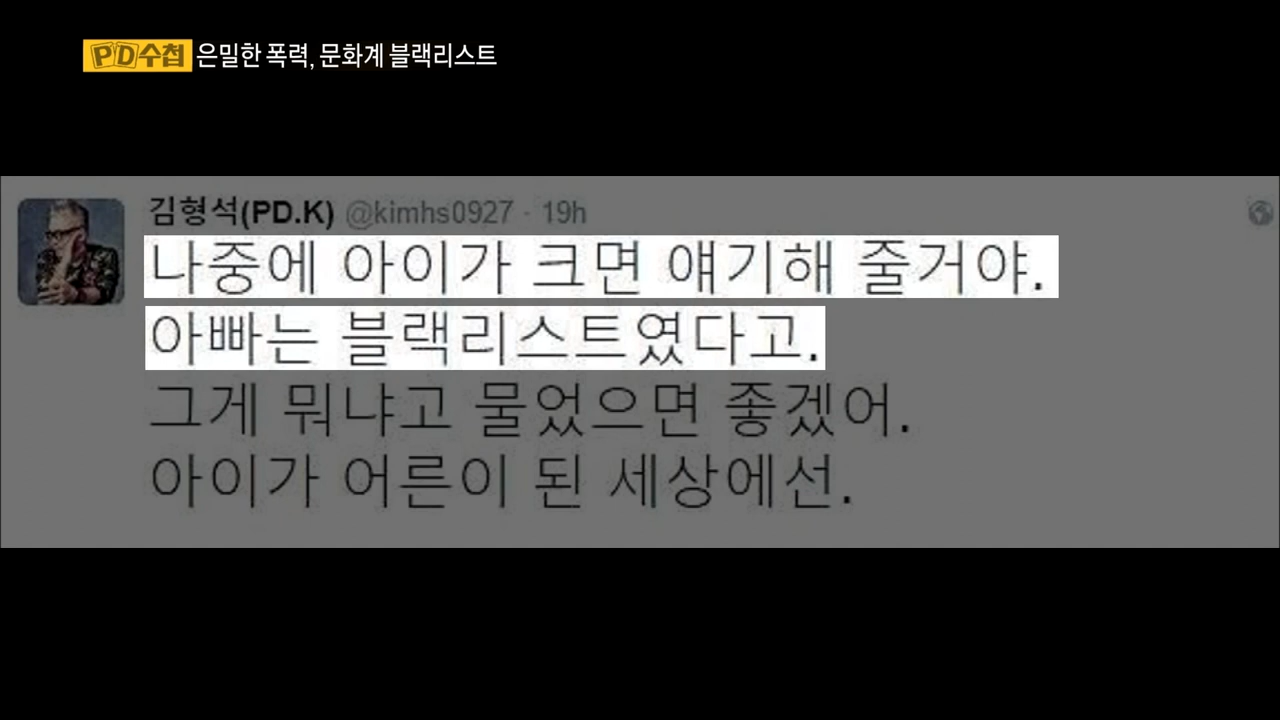 PD수첩 은밀한 폭력, 문화계 블랙리스트
김형석(PD.K) @kimhs0927 · 19h
나중에 아이가 크면 얘기해 줄거야.
아빠는 블랙리스트였다고.
그게 뭐냐고 물었으면 좋겠어.
아이가 어른이 된 세상에선.